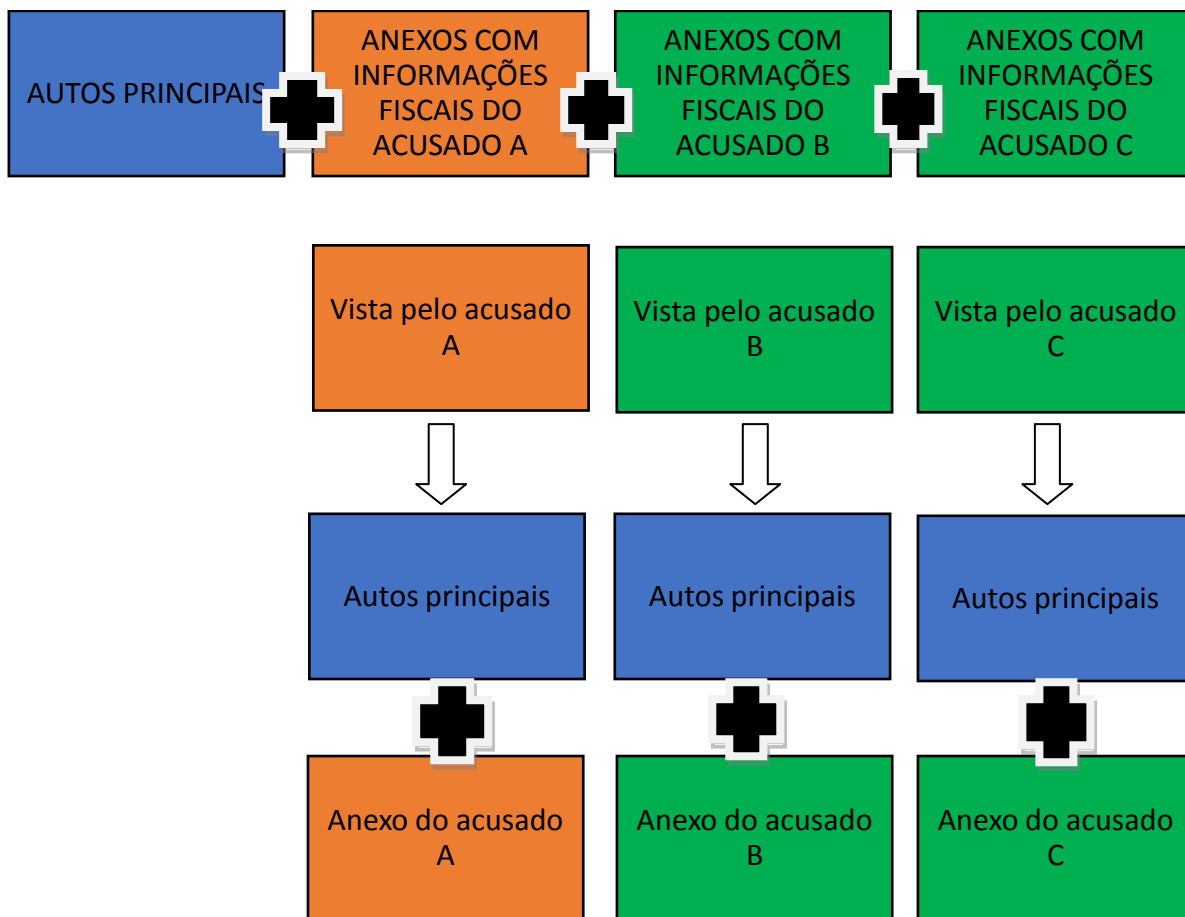 AUTOS PRINCIPAIS
ANEXOS COM
INFORMAÇÕES
FISCAIS DO
ACUSADO A
ANEXOS COM
INFORMAÇÕES
FISCAIS DO
ACUSADO B
ANEXOS COM
INFORMAÇÕES
FISCAIS DO
ACUSADO C
Vista pelo acusado
A
Vista pelo acusado
B
Vista pelo acusado
C
Autos principais
Autos principais
Autos principais
Anexo do acusado
A
Anexo do acusado
B
Anexo do acusado
C